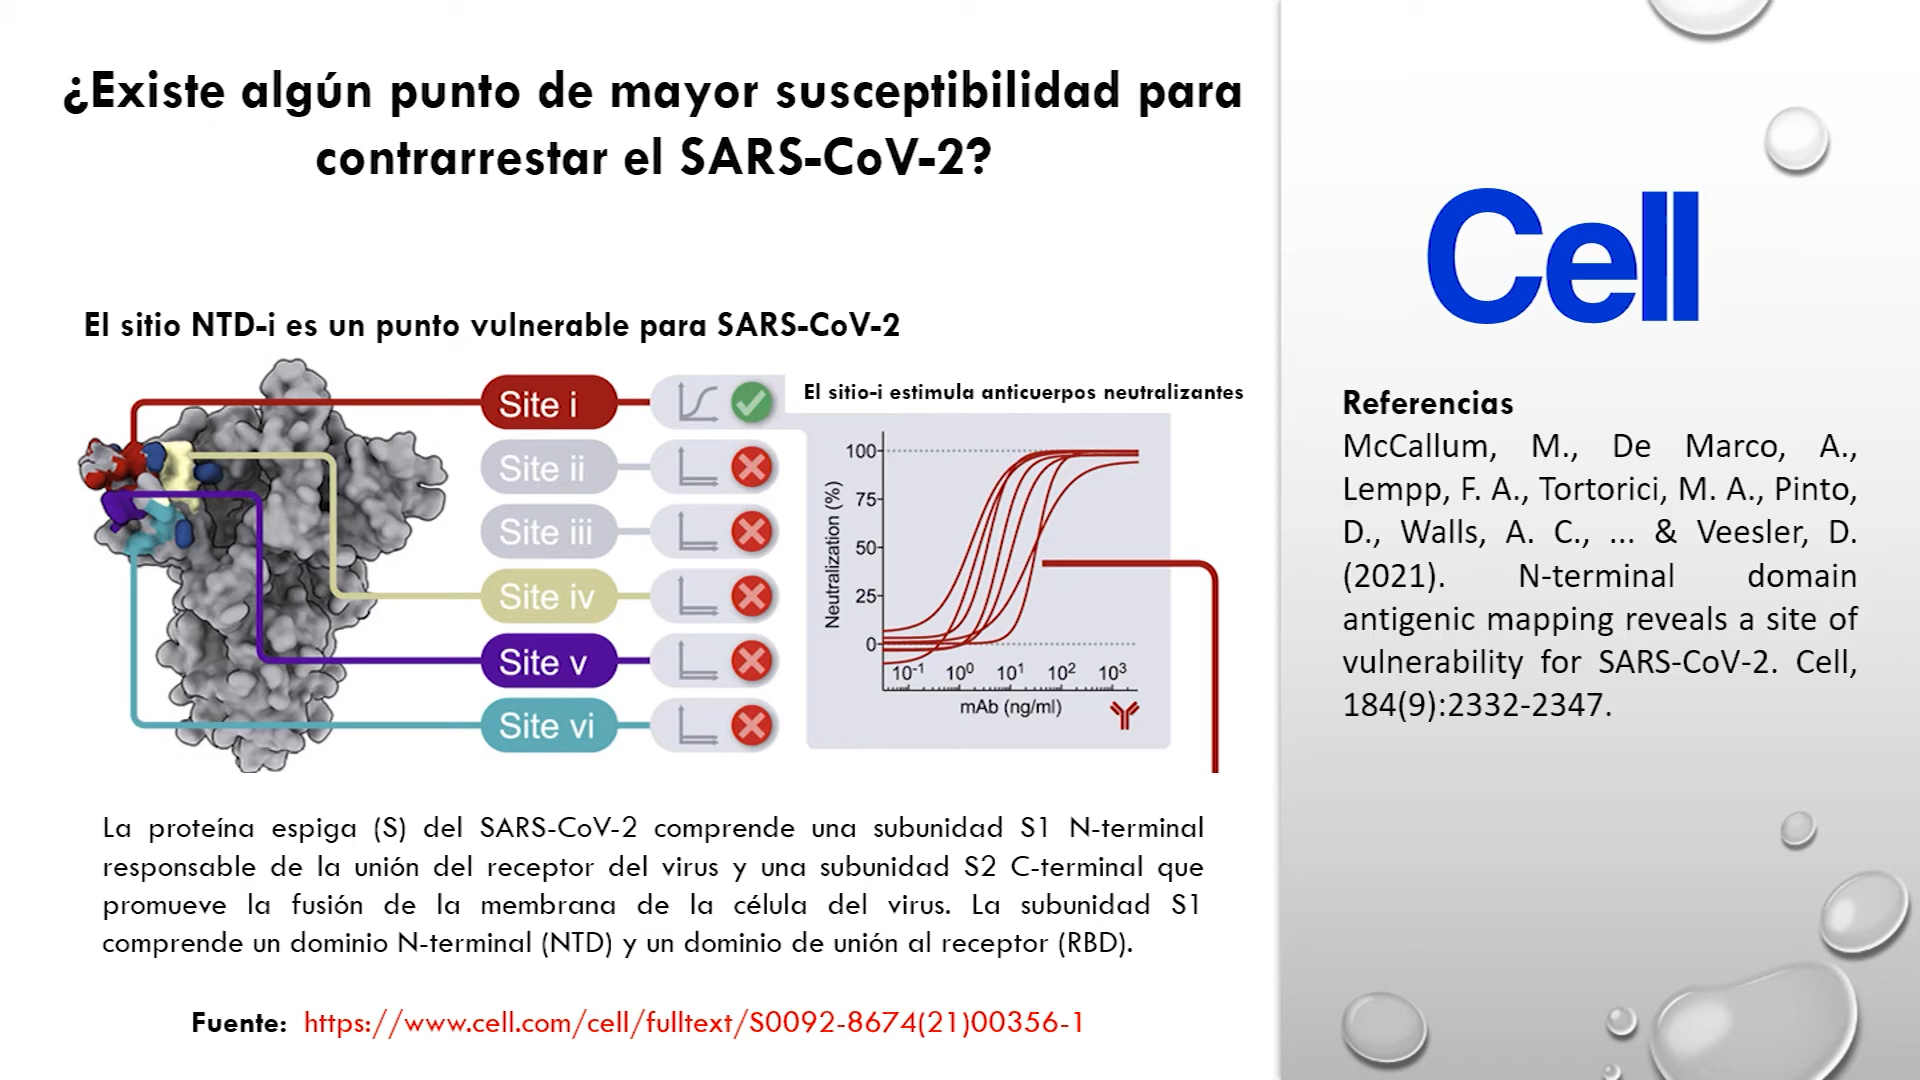 ¿Existe algún punto de mayor susceptibilidad para
contrarrestar el SARS-CoV-2?
El sitio NTD-i es un punto vulnerable para SARS-CoV-2
Site i
Site ii
Site iii
Site iv
Site v
Site vi
El sitio-i estimula anticuerpos neutralizantes
Neutralization (%)
100
75
50
25
0
10⁻¹ 10⁰ 10¹ 10² 10³
mAb (ng/ml)
La proteína espiga (S) del SARS-CoV-2 comprende una subunidad S1 N-terminal
responsable de la unión del receptor del virus y una subunidad S2 C-terminal que
promueve la fusión de la membrana de la célula del virus. La subunidad S1
comprende un dominio N-terminal (NTD) y un dominio de unión al receptor (RBD).
Fuente: https://www.cell.com/cell/fulltext/S0092-8674(21)00356-1
Cell
Referencias
McCallum, M., De Marco, A.,
Lempp, F. A., Tortorici, M. A., Pinto,
D., Walls, A. C., ... & Veesler, D.
(2021). N-terminal domain
antigenic mapping reveals a site of
vulnerability for SARS-CoV-2. Cell,
184(9):2332-2347.